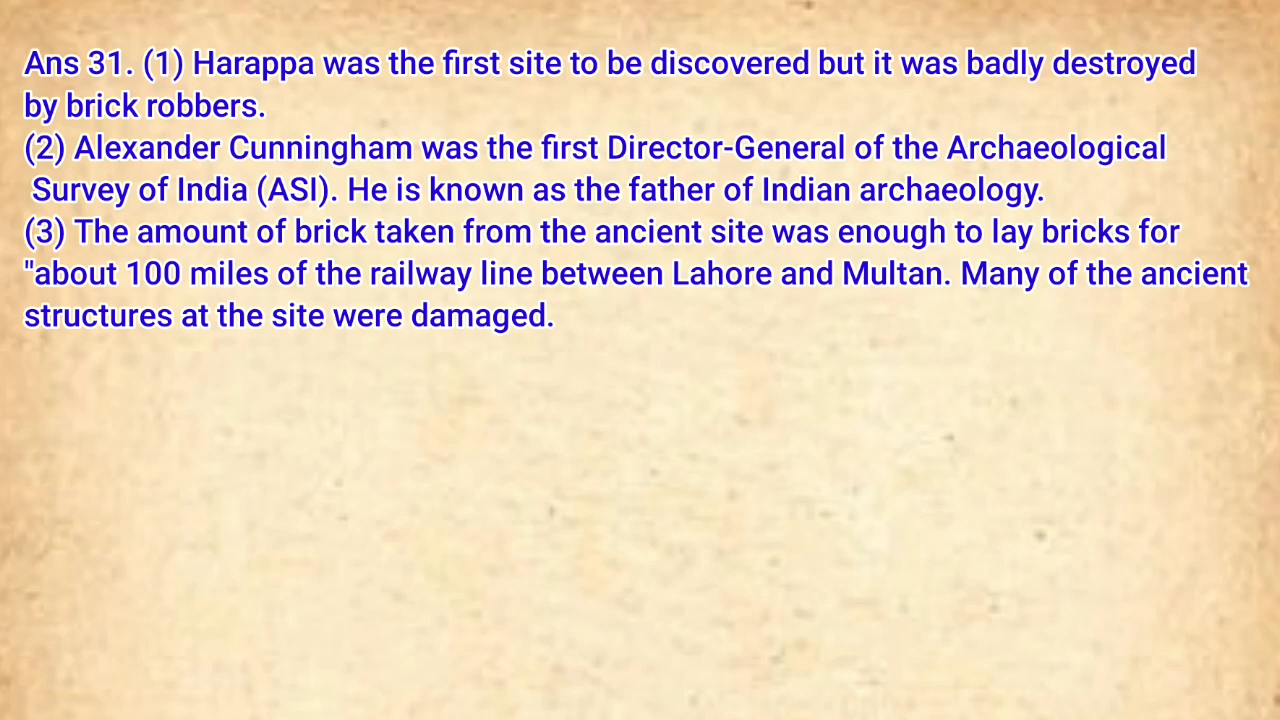 Ans 31. (1) Harappa was the first site to be discovered but it was badly destroyed
by brick robbers.
(2) Alexander Cunningham was the first Director-General of the Archaeological
Survey of India (ASI). He is known as the father of Indian archaeology.
(3) The amount of brick taken from the ancient site was enough to lay bricks for
"about 100 miles of the railway line between Lahore and Multan. Many of the ancient
structures at the site were damaged.